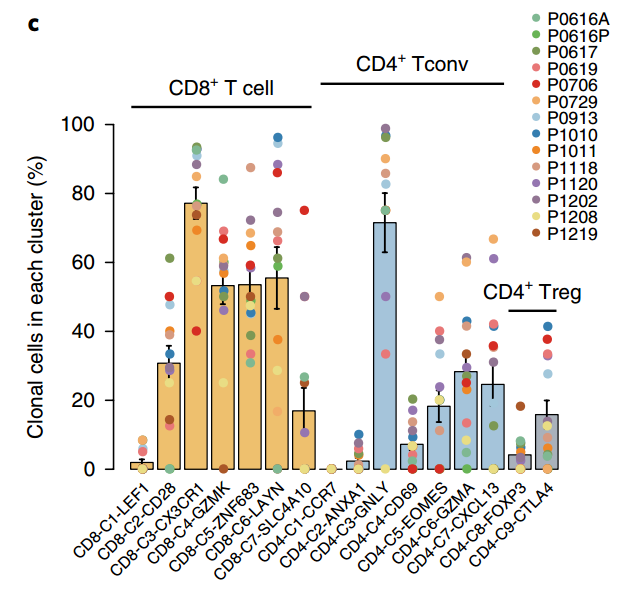 c
P0616A
P0616P
P0617
P0619
P0706
P0729
P0913
P1010
P1011
P1118
P1120
P1202
P1208
P1219
CD8⁺ T cell
CD4⁺ Tconv
CD4⁺ Treg
Clonal cells in each cluster (%)
100
80
60
40
20
0
CD8-C1-LEF1
CD8-C2-CD28
CD8-C3-CX3CR1
CD8-C4-GZMK
CD8-C5-ZNF683
CD8-C6-LAYN
CD8-C7-SLC4A10
CD4-C1-CCR7
CD4-C2-ANXA1
CD4-C3-GNLY
CD4-C4-CD69
CD4-C5-EOMES
CD4-C6-GZMA
CD4-C7-CXCL13
CD4-C8-FOXP3
CD4-C9-CTLA4